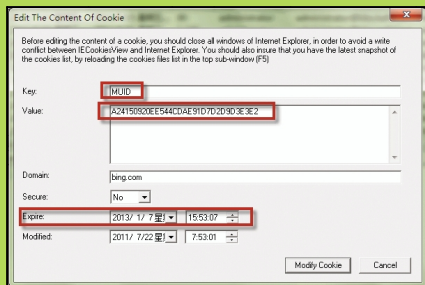 Edit The Content Of Cookie
Before editing the content of a cookie, you should close all windows of Internet Explorer, in order to avoid a write
conflict between IECookiesView and Internet Explorer. You should also insure that you have the latest snapshot of
the cookies list, by reloading the cookies files list in the top sub-window (F5)
Key: MUID
Value: A24150920EE544CDAE91D7D2D9D3E3E2
Domain: bing.com
Secure: No
Expire: 2013/ 1/ 7 星 15:53:07
Modified: 2011/ 7/22 星 7:53:01
Modify Cookie Cancel